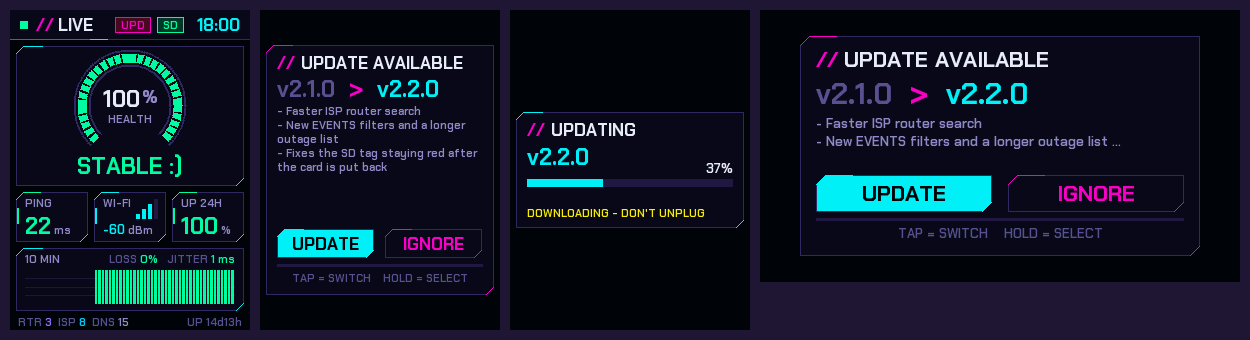 // LIVE UPD SD 18:00
100%
HEALTH
STABLE :)
PING WI-FI UP 24H
22 ms -60 dBm 100 %
10 MIN LOSS 0% JITTER 1 ms
RTR 3 ISP 8 DNS 15 UP 14d13h
// UPDATE AVAILABLE
v2.1.0 > v2.2.0
- Faster ISP router search
- New EVENTS filters and a longer
outage list
- Fixes the SD tag staying red after
the card is put back
UPDATE IGNORE
TAP = SWITCH HOLD = SELECT
// UPDATING
v2.2.0
37%
DOWNLOADING - DON'T UNPLUG
// UPDATE AVAILABLE
v2.1.0 > v2.2.0
- Faster ISP router search
- New EVENTS filters and a longer outage list ...
UPDATE IGNORE
TAP = SWITCH HOLD = SELECT